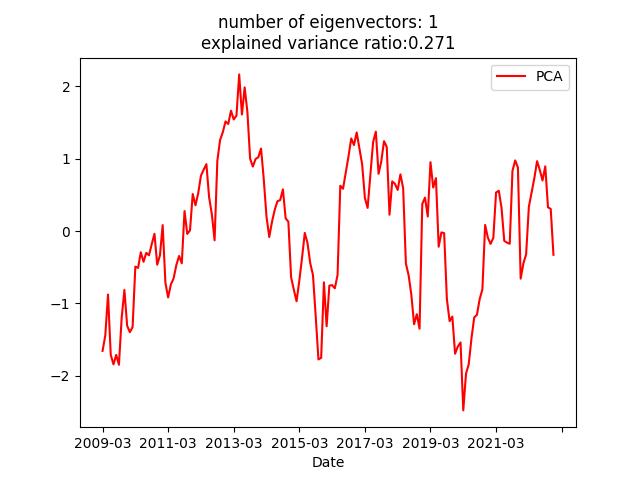 number of eigenvectors: 1
explained variance ratio:0.271
PCA
2
1
0
−1
−2
2009-03 2011-03 2013-03 2015-03 2017-03 2019-03 2021-03
Date